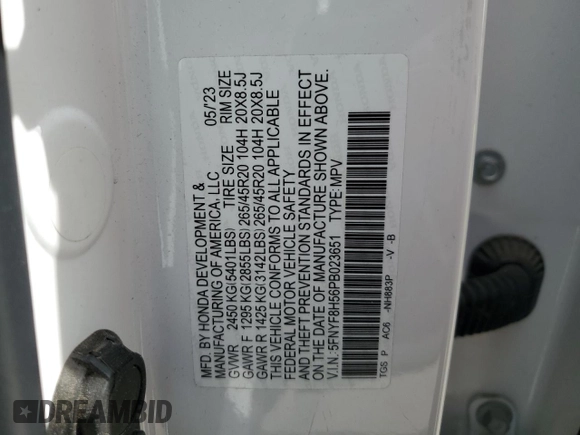 MFD. BY HONDA DEVELOPMENT &
MANUFACTURING OF AMERICA, LLC 05/'23
GVWR 2450 KG(5401LBS) TIRE SIZE RIM SIZE
GAWR F 1295 KG(2855LBS) 265/45R20 104H 20X8.5J
GAWR R 1425 KG(3142LBS) 265/45R20 104H 20X8.5J
THIS VEHICLE CONFORMS TO ALL APPLICABLE
FEDERAL MOTOR VEHICLE SAFETY
AND THEFT PREVENTION STANDARDS IN EFFECT
ON THE DATE OF MANUFACTURE SHOWN ABOVE.
V.I.N.: 5FNYF8H56PB023651 TYPE:MPV
TGS P AC6 -NH883P -V -B
DREAMBID